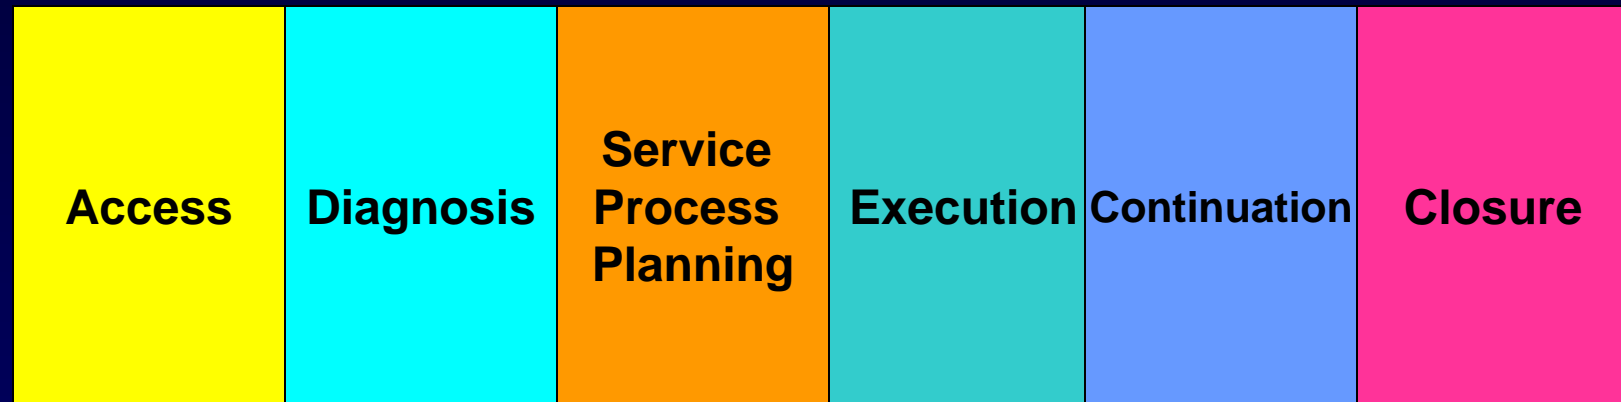 Access
Diagnosis
Service
Process
Planning
Execution
Continuation
Closure